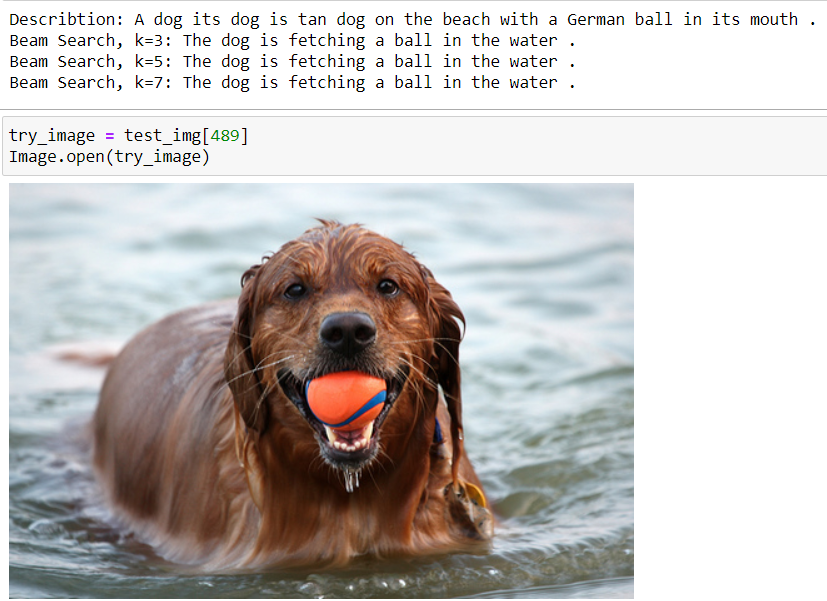 Describtion: A dog its dog is tan dog on the beach with a German ball in its mouth .
Beam Search, k=3: The dog is fetching a ball in the water .
Beam Search, k=5: The dog is fetching a ball in the water .
Beam Search, k=7: The dog is fetching a ball in the water .
try_image = test_img[489]
Image.open(try_image)